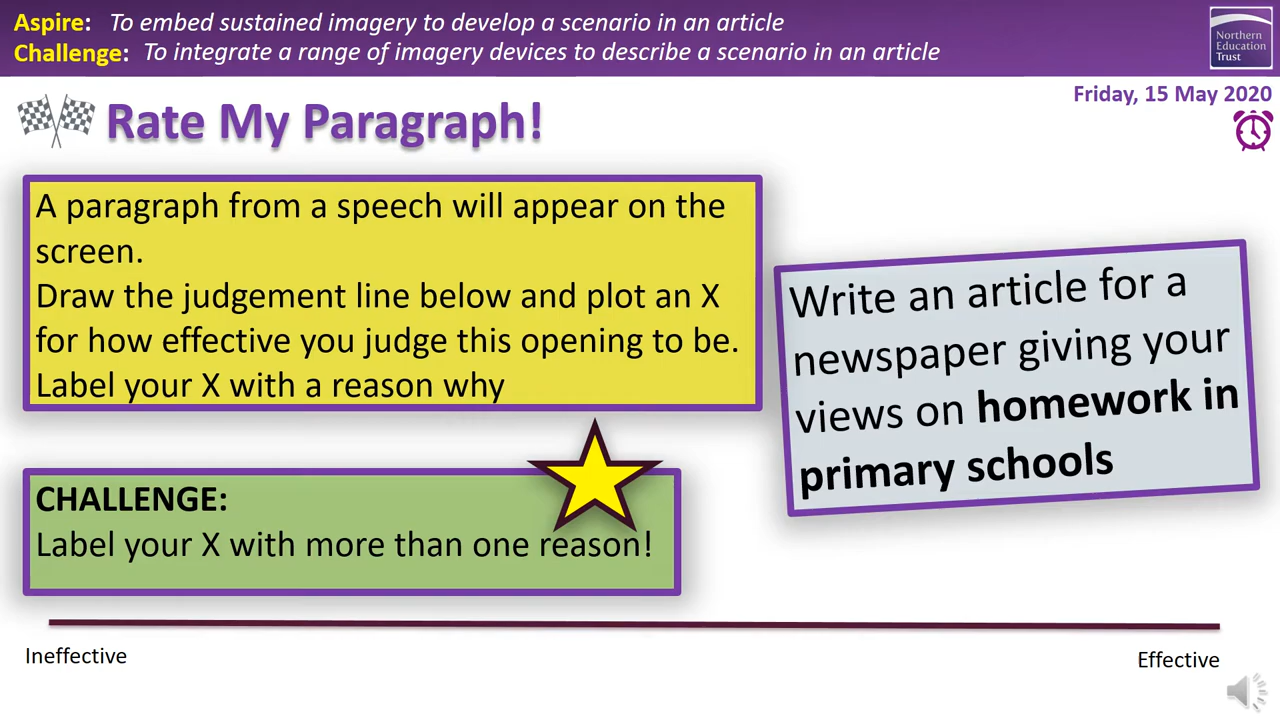 Aspire: To embed sustained imagery to develop a scenario in an article
Challenge: To integrate a range of imagery devices to describe a scenario in an article
Northern
Education
Trust
Friday, 15 May 2020
Rate My Paragraph!
A paragraph from a speech will appear on the
screen.
Draw the judgement line below and plot an X
for how effective you judge this opening to be.
Label your X with a reason why
Write an article for a
newspaper giving your
views on homework in
primary schools
CHALLENGE:
Label your X with more than one reason!
Ineffective
Effective